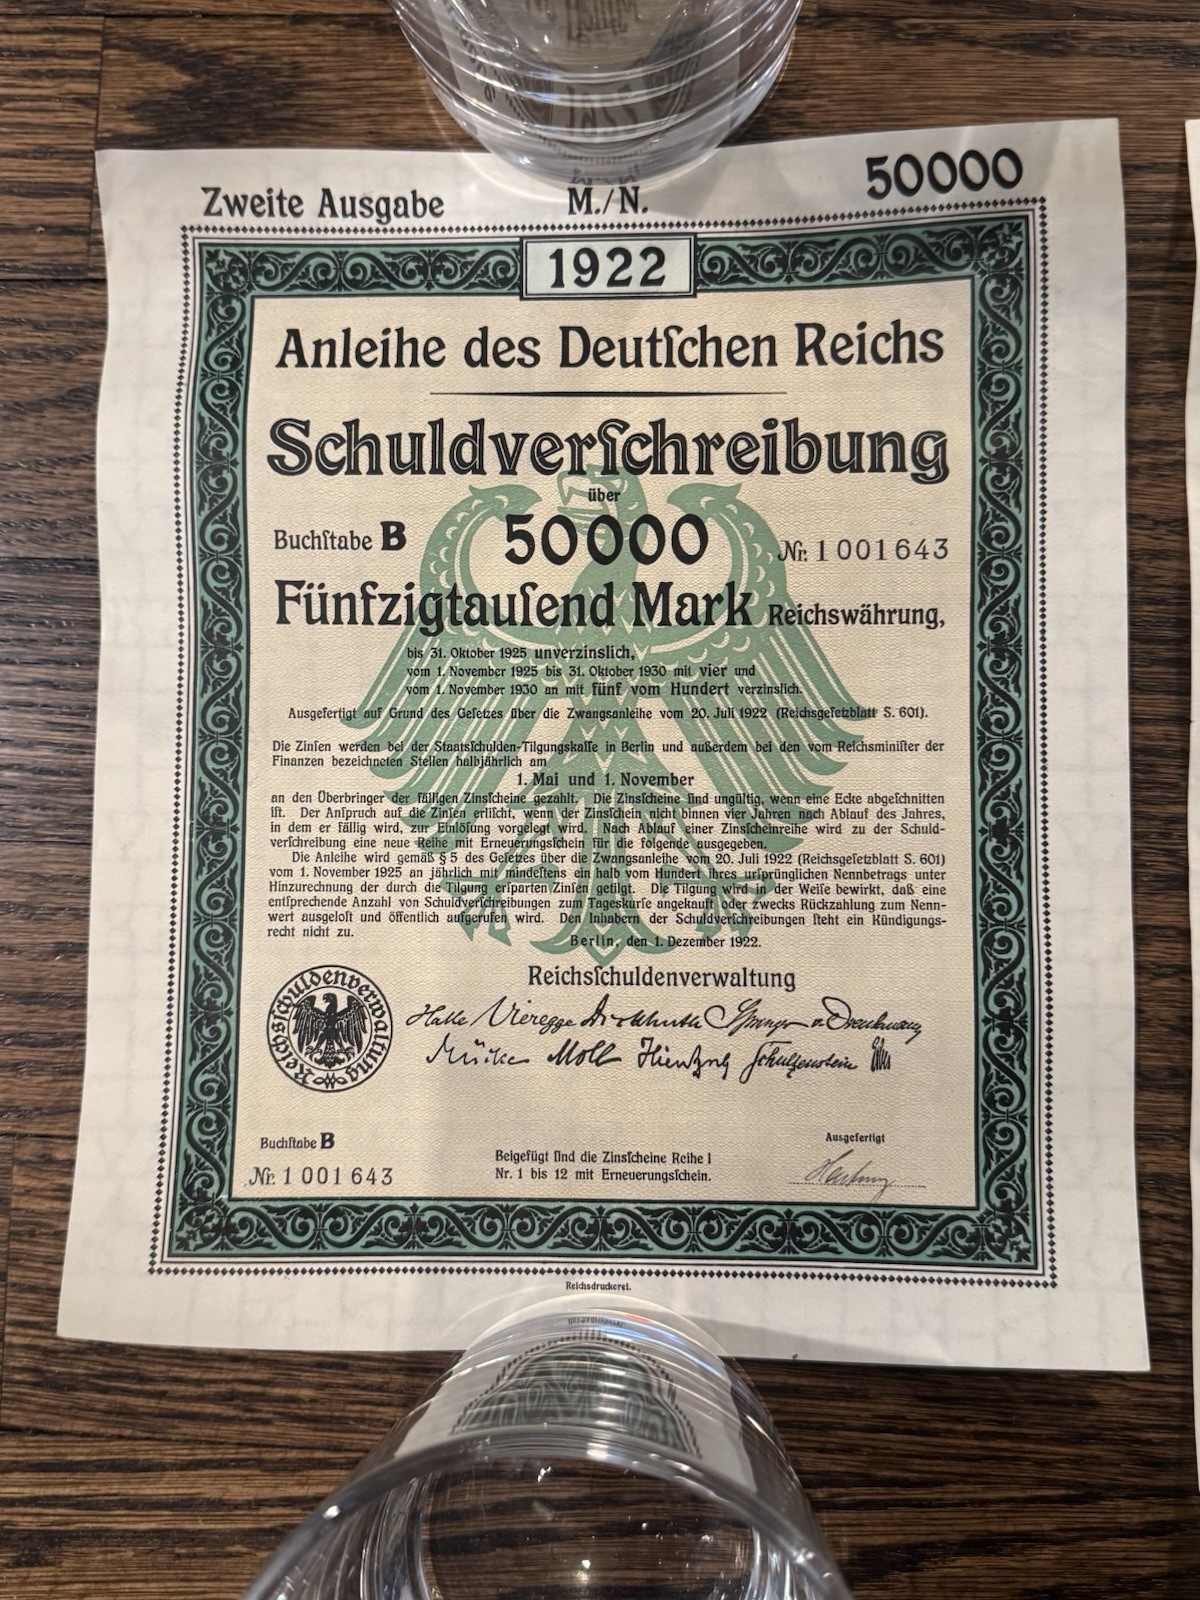 Zweite Ausgabe M./N. 50000
1922
Anleihe des Deutſchen Reichs
Schuldverſchreibung
über
Buchſtabe B 50000 Nr. 1 001 643
Fünfzigtauſend Mark Reichswährung,
bis 31. Oktober 1925 unverzinslich,
vom 1. November 1925 bis 31. Oktober 1930 mit vier und
vom 1. November 1930 an mit fünf vom Hundert verzinslich.
Ausgefertigt auf Grund des Geſetzes über die Zwangsanleihe vom 20. Juli 1922 (Reichsgeſetzblatt S. 601).
Die Zinſen werden bei der Staatsſchulden-Tilgungskaſſe in Berlin und außerdem bei den vom Reichsminiſter der
Finanzen bezeichneten Stellen halbjährlich am
1. Mai und 1. November
an den Überbringer der fälligen Zinsſcheine gezahlt. Die Zinsſcheine ſind ungültig, wenn eine Ecke abgeſchnitten
iſt. Der Anſpruch auf die Zinſen erliſcht, wenn der Zinsſchein nicht binnen vier Jahren nach Ablauf des Jahres,
in dem er fällig wird, zur Einlöſung vorgelegt wird. Nach Ablauf einer Zinsſcheinreihe wird zu der Schuld-
verſchreibung eine neue Reihe mit Erneuerungsſchein für die folgende ausgegeben.
Die Anleihe wird gemäß § 5 des Geſetzes über die Zwangsanleihe vom 20. Juli 1922 (Reichsgeſetzblatt S. 601)
vom 1. November 1925 an jährlich mit mindeſtens ein halb vom Hundert ihres urſprünglichen Nennbetrags unter
Hinzurechnung der durch die Tilgung erſparten Zinſen getilgt. Die Tilgung wird in der Weiſe bewirkt, daß eine
entſprechende Anzahl von Schuldverſchreibungen zum Tageskurſe angekauft oder zwecks Rückzahlung zum Nenn-
wert ausgeloſt und öffentlich aufgerufen wird. Den Inhabern der Schuldverſchreibungen ſteht ein Kündigungs-
recht nicht zu.
Berlin, den 1. Dezember 1922.
Reichsſchuldenverwaltung
Reichsſchuldenverwaltung
Halle Vieregge Springer
Mücke Moll Schulzenstein
Buchſtabe B
Nr. 1 001 643
Beigefügt ſind die Zinsſcheine Reihe I
Nr. 1 bis 12 mit Erneuerungsſchein.
Ausgefertigt
Reichsdruckerei.